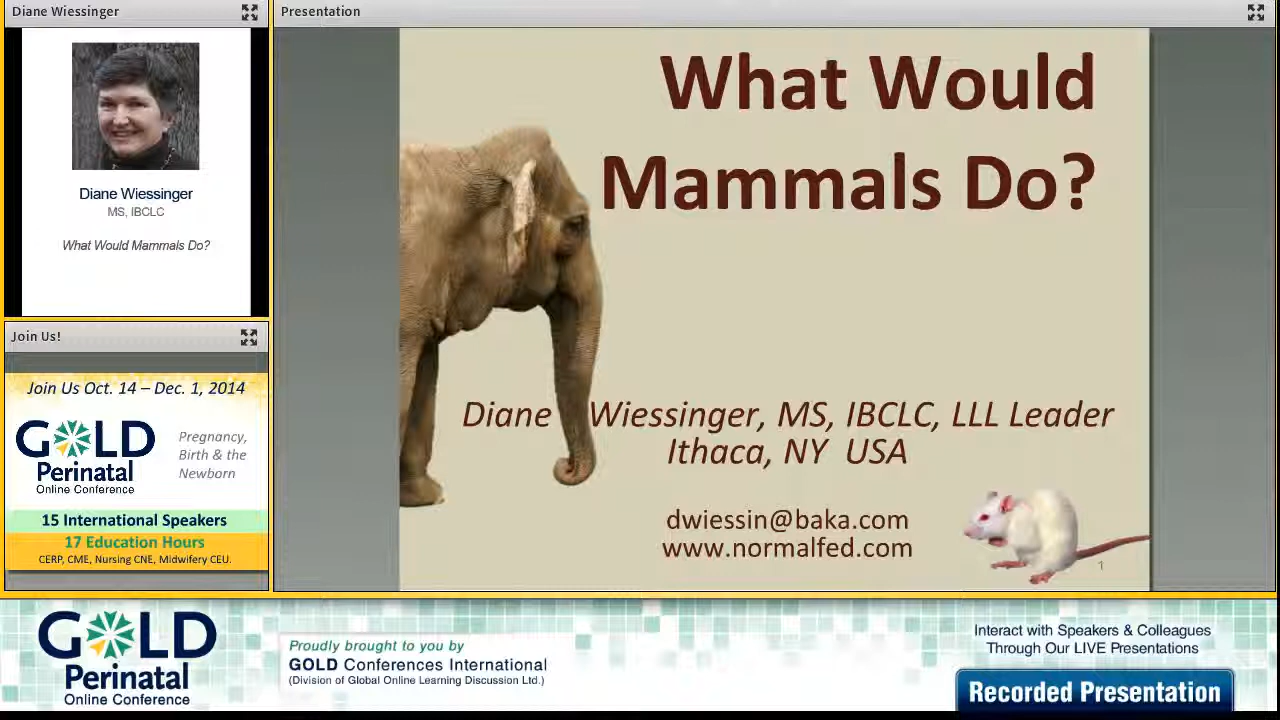 Diane Wiessinger
Diane Wiessinger
MS, IBCLC
What Would Mammals Do?
Join Us!
Join Us Oct. 14 – Dec. 1, 2014
GOLD
Perinatal
Online Conference
Pregnancy,
Birth & the
Newborn
15 International Speakers
17 Education Hours
CERP, CME, Nursing CNE, Midwifery CEU.
Presentation
What Would
Mammals Do?
Diane Wiessinger, MS, IBCLC, LLL Leader
Ithaca, NY USA
dwiessin@baka.com
www.normalfed.com
1
GOLD
Perinatal
Online Conference
Proudly brought to you by
GOLD Conferences International
(Division of Global Online Learning Discussion Ltd.)
Interact with Speakers & Colleagues
Through Our LIVE Presentations
Recorded Presentation